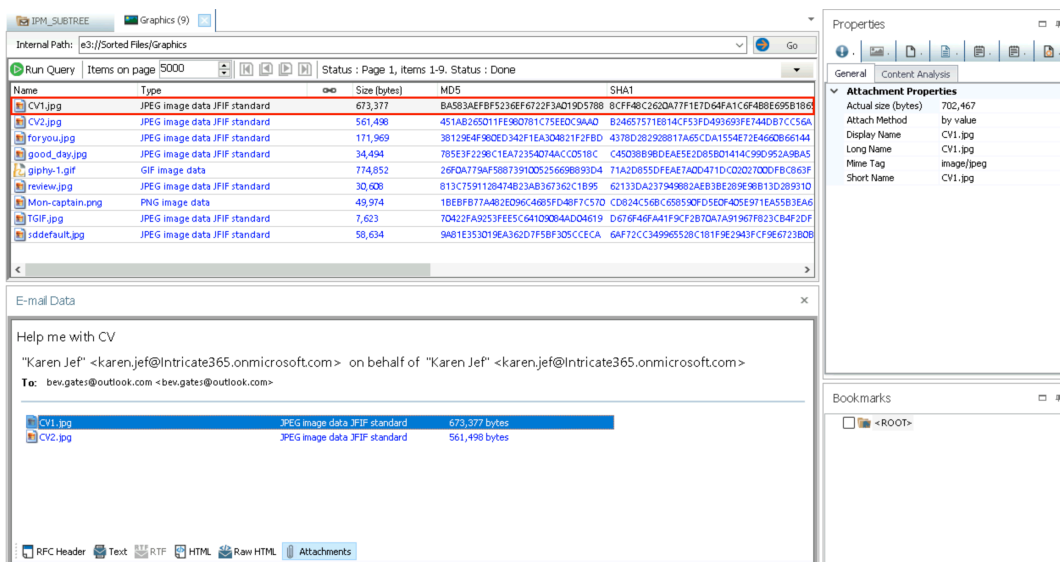 IPM_SUBTREE Graphics (9)
Internal Path: e3://Sorted Files/Graphics Go
Run Query Items on page 5000 Status : Page 1, items 1-9. Status : Done
Name Type Size (bytes) MD5 SHA1
CV1.jpg JPEG image data JFIF standard 673,377 BA583AEFBF5236EF6722F3A019D5788 8CFF48C2620A77F1E7D64FA1C6F4B8E695B1865
CV2.jpg JPEG image data JFIF standard 561,498 451AB265011FE980781C75EE0C9AA0 B24657571E814CF53FD493693FE744DB7CC56A
foryou.jpg JPEG image data JFIF standard 171,969 38129E4F980ED342F1EA304821F2FBD 4378D282928817A65CDA1554E72E4660B66144
good_day.jpg JPEG image data JFIF standard 34,494 785E3F2298C1EA72354074ACC0518C C45038B9BDEAE5E2D85B01414C99D952A9BA5
giphy-1.gif GIF image data 774,852 26F0A779AF588739100525669B893D4 71A2D855DFEAE7A0D471DC0202700DFBC863F
review.jpg JPEG image data JFIF standard 30,608 813C7591128474B23AB367362C1B95 62133DA237949882AEB3BE289E98B13D289310
Mon-captain.png PNG image data 49,974 1BEBFB77A482E096C4685FD48F7C570 CD824C56BC658590FD5E0F405E971EA55B3EA6
TGIF.jpg JPEG image data JFIF standard 7,623 70422FA9253FEE5C64109084AD04619 D676F46FA41F9CF2B70A7A91967F823CB4F2DF
sddefault.jpg JPEG image data JFIF standard 58,634 9A81E353019EA362D7F5BF305CCECA 6AF72CC349965528C181F9E2943FCF9E6723B0B
E-mail Data
Help me with CV
"Karen Jef" <karen.jef@Intricate365.onmicrosoft.com> on behalf of "Karen Jef" <karen.jef@Intricate365.onmicrosoft.com>
To: bev.gates@outlook.com <bev.gates@outlook.com>
CV1.jpg JPEG image data JFIF standard 673,377 bytes
CV2.jpg JPEG image data JFIF standard 561,498 bytes
RFC Header Text RTF HTML Raw HTML Attachments
Properties
General Content Analysis
Attachment Properties
Actual size (bytes) 702,467
Attach Method by value
Display Name CV1.jpg
Long Name CV1.jpg
Mime Tag image/jpeg
Short Name CV1.jpg
Bookmarks
<ROOT>